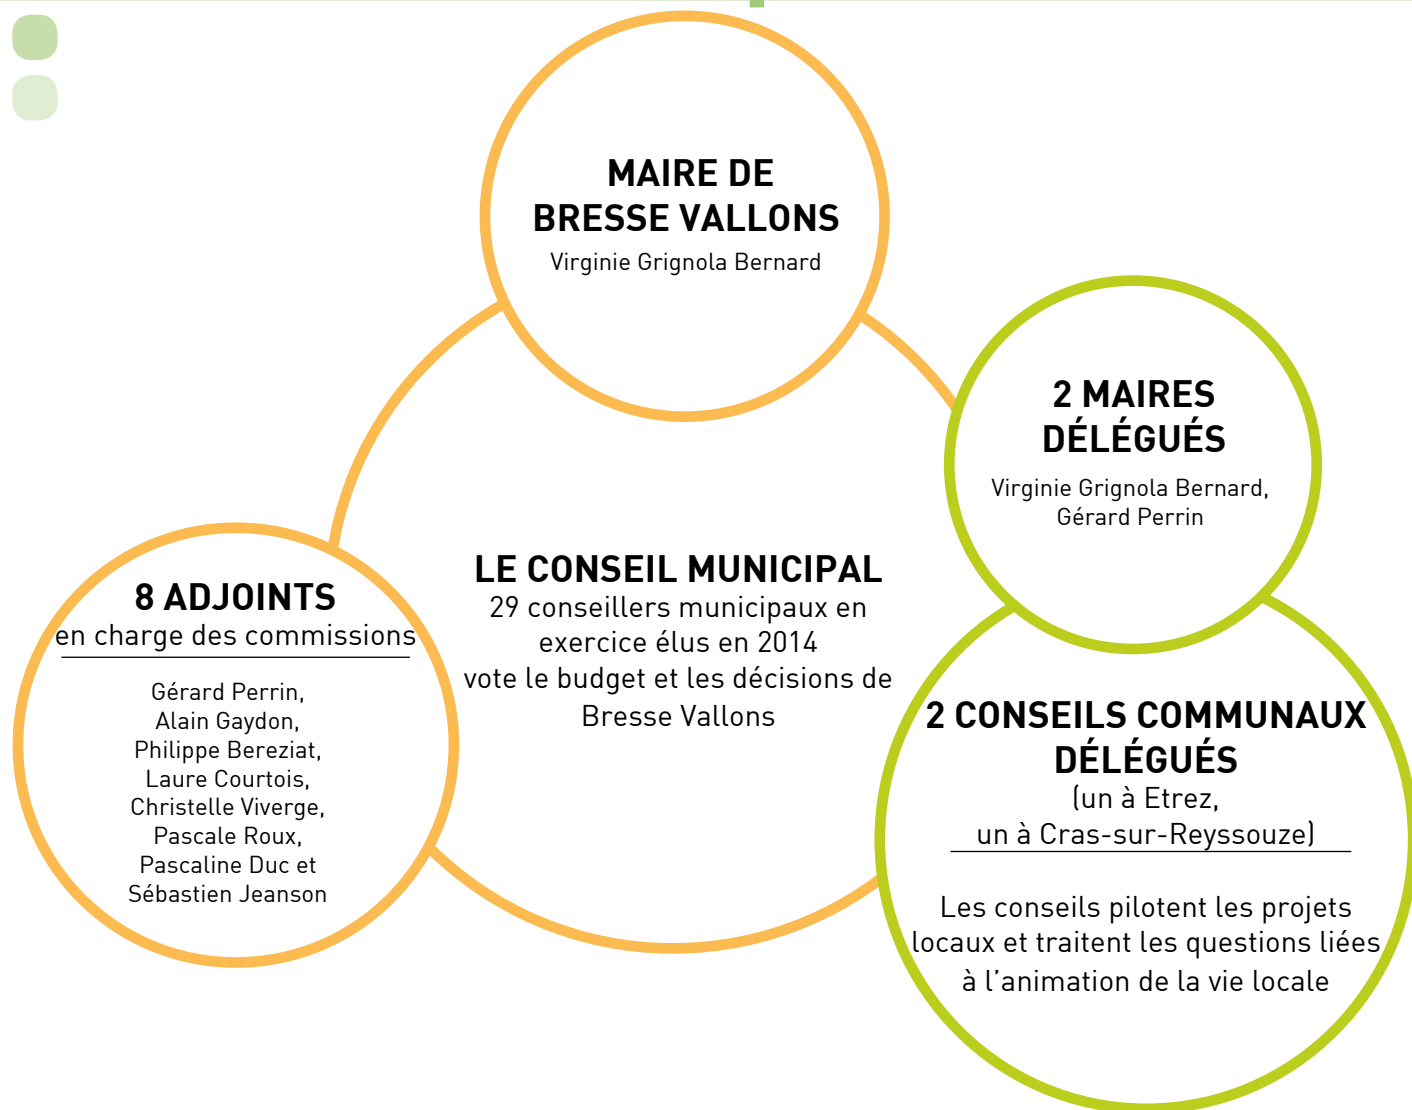 MAIRE DE
BRESSE VALLONS
Virginie Grignola Bernard
2 MAIRES
DÉLÉGUÉS
Virginie Grignola Bernard,
Gérard Perrin
8 ADJOINTS
en charge des commissions
Gérard Perrin,
Alain Gaydon,
Philippe Bereziat,
Laure Courtois,
Christelle Viverge,
Pascale Roux,
Pascaline Duc et
Sébastien Jeanson
LE CONSEIL MUNICIPAL
29 conseillers municipaux en
exercice élus en 2014
vote le budget et les décisions de
Bresse Vallons
2 CONSEILS COMMUNAUX
DÉLÉGUÉS
(un à Etrez,
un à Cras-sur-Reyssouze)
Les conseils pilotent les projets
locaux et traitent les questions liées
à l’animation de la vie locale